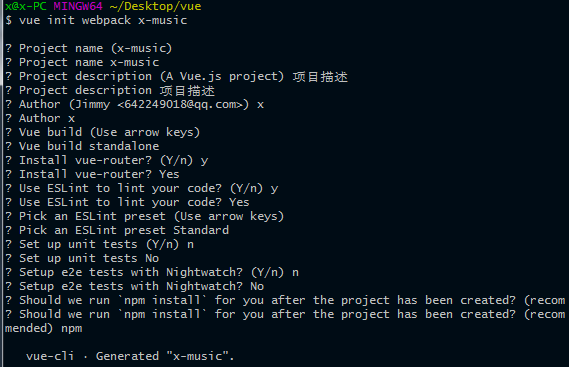 x@x-PC MINGW64 ~/Desktop/vue
$ vue init webpack x-music
? Project name (x-music)
? Project name x-music
? Project description (A Vue.js project) 项目描述
? Project description 项目描述
? Author (Jimmy <642249018@qq.com>) x
? Author x
? Vue build (Use arrow keys)
? Vue build standalone
? Install vue-router? (Y/n) y
? Install vue-router? Yes
? Use ESLint to lint your code? (Y/n) y
? Use ESLint to lint your code? Yes
? Pick an ESLint preset (Use arrow keys)
? Pick an ESLint preset Standard
? Set up unit tests (Y/n) n
? Set up unit tests No
? Setup e2e tests with Nightwatch? (Y/n) n
? Setup e2e tests with Nightwatch? No
? Should we run `npm install` for you after the project has been created? (recom
? Should we run `npm install` for you after the project has been created? (recom
mended) npm
vue-cli · Generated "x-music".